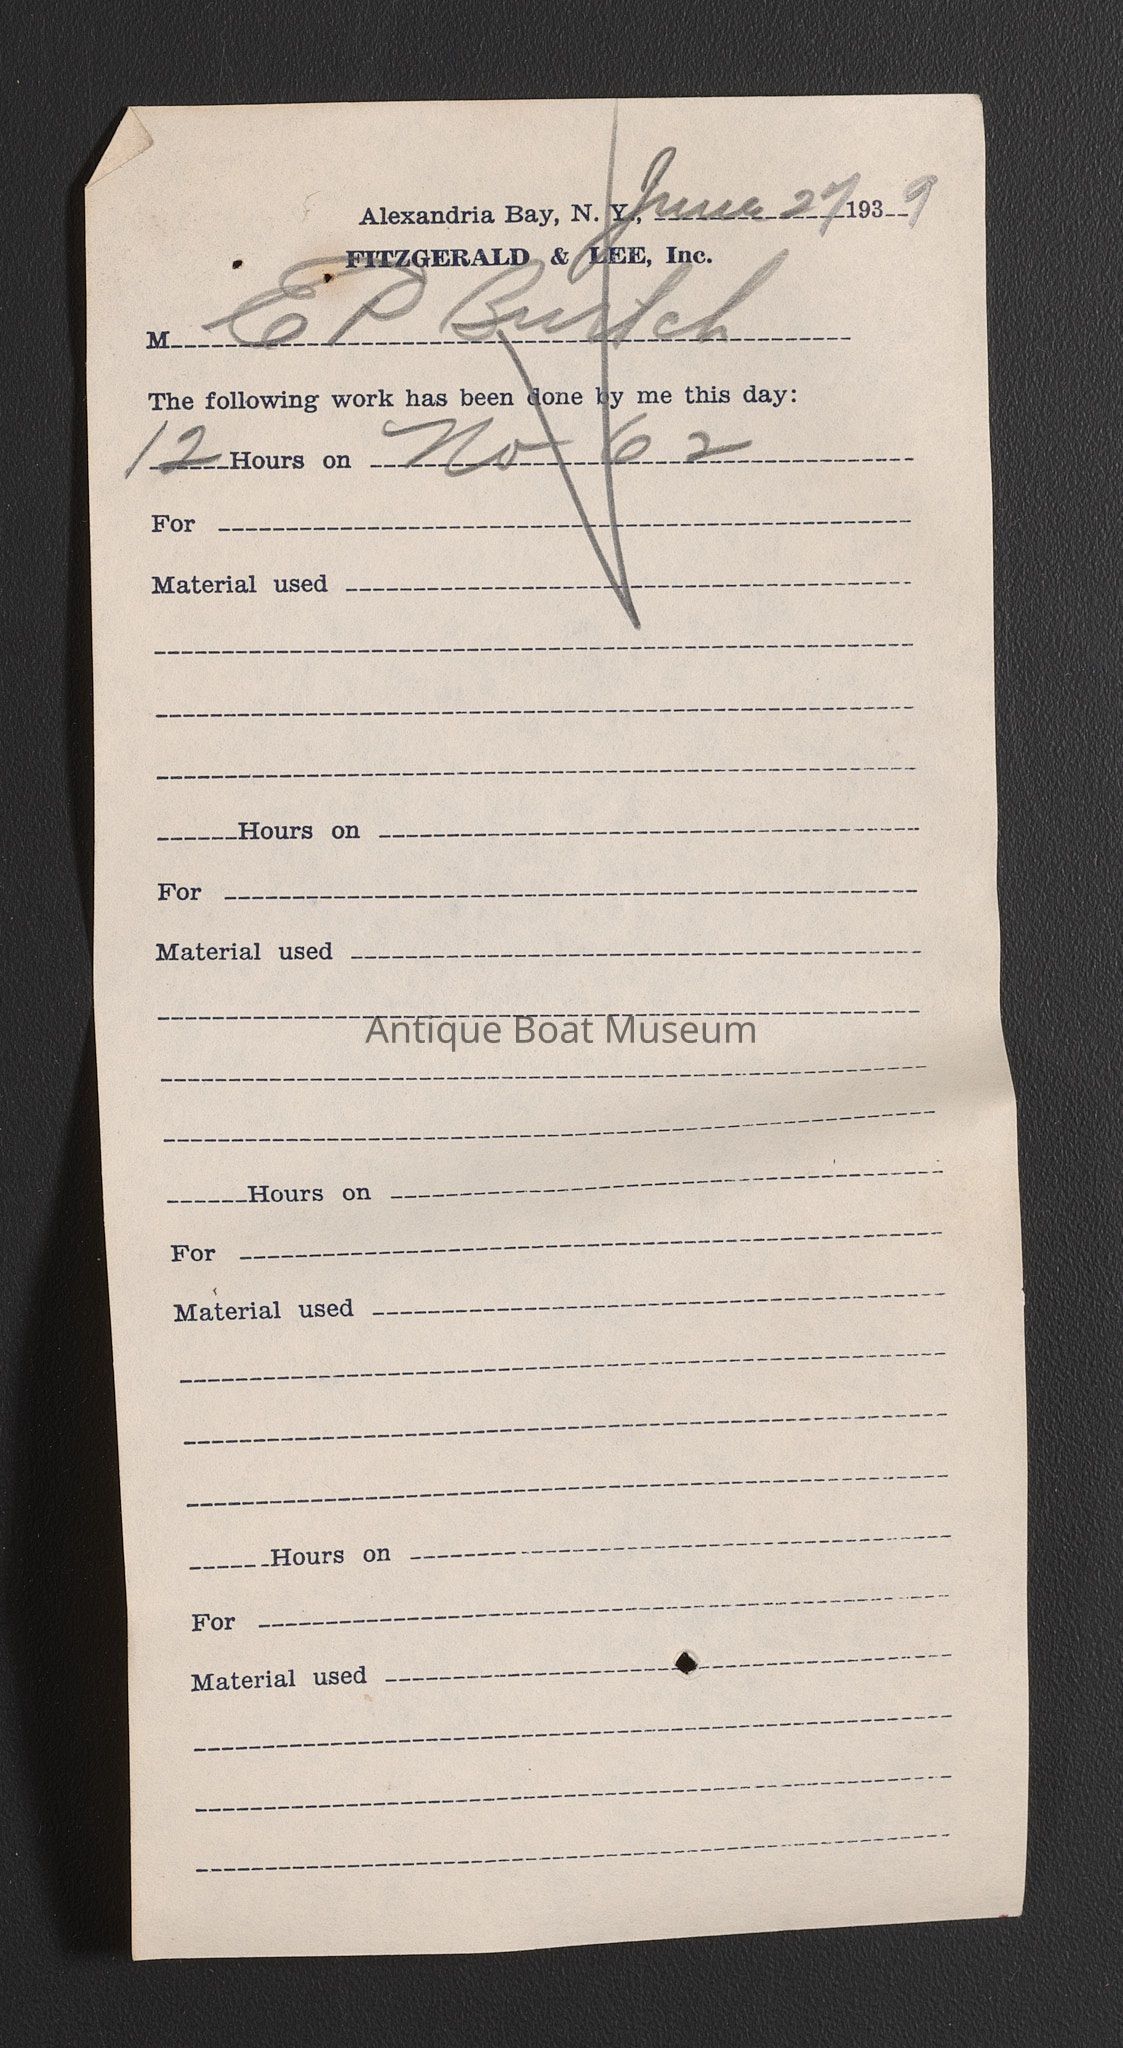 Alexandria Bay, N. Y., June 27 1939
FITZGERALD & LEE, Inc.
M E P Burtch
The following work has been done by me this day:
12 Hours on No 62
For
Material used
Hours on
For
Material used
Antique Boat Museum
Hours on
For
Material used
Hours on
For
Material used